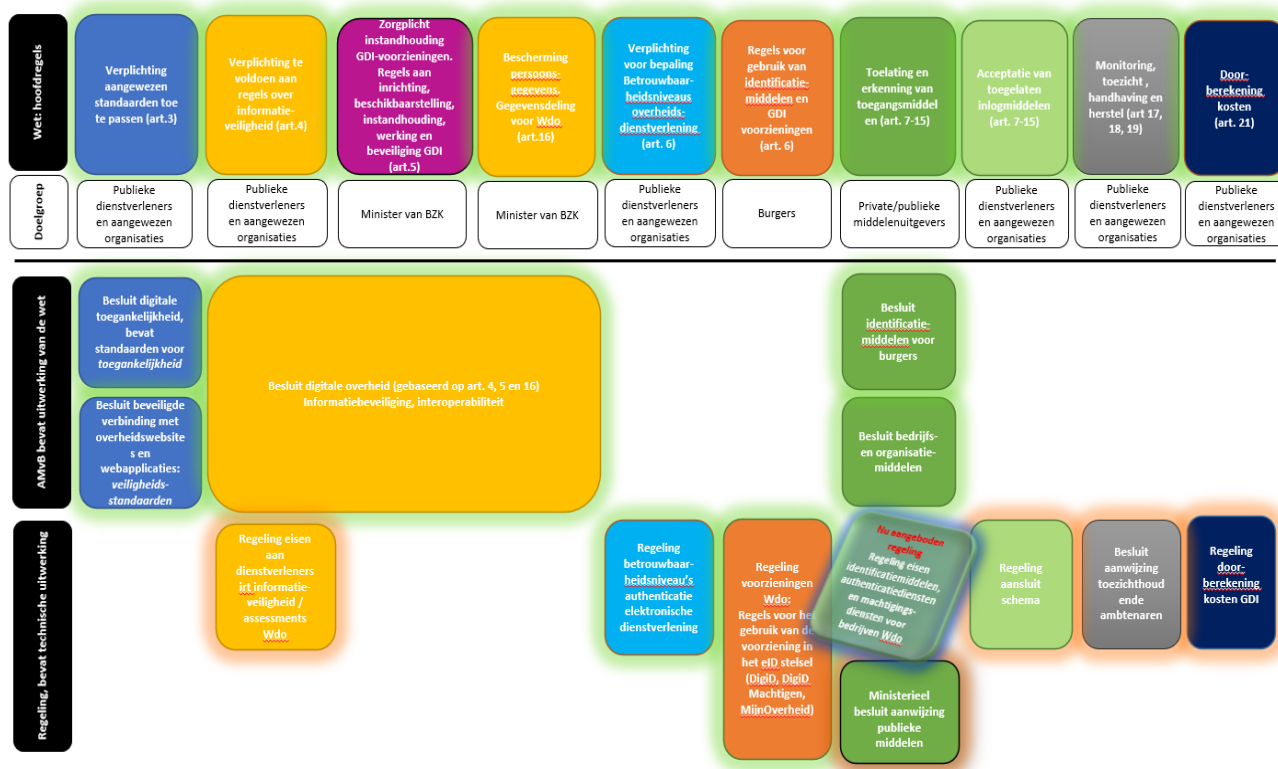 Wet: hoofdregels
Verplichting
aangewezen
standaarden toe
te passen (art.3)
Verplichting te
voldoen aan
regels over
informatie-
veiligheid (art.4)
Zorgplicht
instandhouding
GDI-voorzieningen.
Regels aan
inrichting,
beschikbaarstelling,
instandhouding,
werking en
beveiliging GDI
(art.5)
Bescherming
persoons-
gegevens.
Gegevensdeling
voor Wdo
(art.16)
Verplichting
voor bepaling
Betrouwbaar-
heidsniveaus
overheids-
dienstverlening
(art. 6)
Regels voor
gebruik van
identificatie-
middelen en
GDI
voorzieningen
(art. 6)
Toelating en
erkenning van
toegangsmiddel
en (art. 7-15)
Acceptatie van
toegelaten
inlogmiddelen
(art. 7-15)
Monitoring,
toezicht ,
handhaving en
herstel (art 17,
18, 19)
Door-
berekening
kosten
(art. 21)
Doelgroep
Publieke
dienstverleners
en aangewezen
organisaties
Publieke
dienstverleners
en aangewezen
organisaties
Minister van BZK
Minister van BZK
Publieke
dienstverleners
en aangewezen
organisaties
Burgers
Private/publieke
middelenuitgevers
Publieke
dienstverleners
en aangewezen
organisaties
Publieke
dienstverleners
en aangewezen
organisaties
Publieke
dienstverleners
en aangewezen
organisaties
AMvB bevat uitwerking van de wet
Besluit digitale
toegankelijkheid,
bevat
standaarden voor
toegankelijkheid
Besluit beveiligde
verbinding met
overheidswebsite
s en
webapplicaties:
veiligheids-
standaarden
Besluit digitale overheid (gebaseerd op art. 4, 5 en 16)
Informatiebeveiliging, interoperabiliteit
Besluit
identificatie-
middelen voor
burgers
Besluit bedrijfs-
en organisatie-
middelen
Regeling, bevat technische uitwerking
Regeling eisen
aan
dienstverleners
irt informatie-
veiligheid /
assessments
Wdo
Regeling
betrouwbaar-
heidsniveau's
authenticatie
elektronische
dienstverlening
Regeling
voorzieningen
Wdo:
Regels voor het
gebruik van de
voorziening in
het eID stelsel
(DigiD, DigiD
Machtigen,
MijnOverheid)
Nu aangeboden
regeling
Regeling eisen
identificatiemiddelen,
authenticatiediensten
en machtigings-
diensten voor
bedrijven Wdo
Ministerieel
besluit aanwijzing
publieke
middelen
Regeling
aansluit
schema
Besluit
aanwijzing
toezichthoud
ende
ambtenaren
Regeling
door-
berekening
kosten GDI